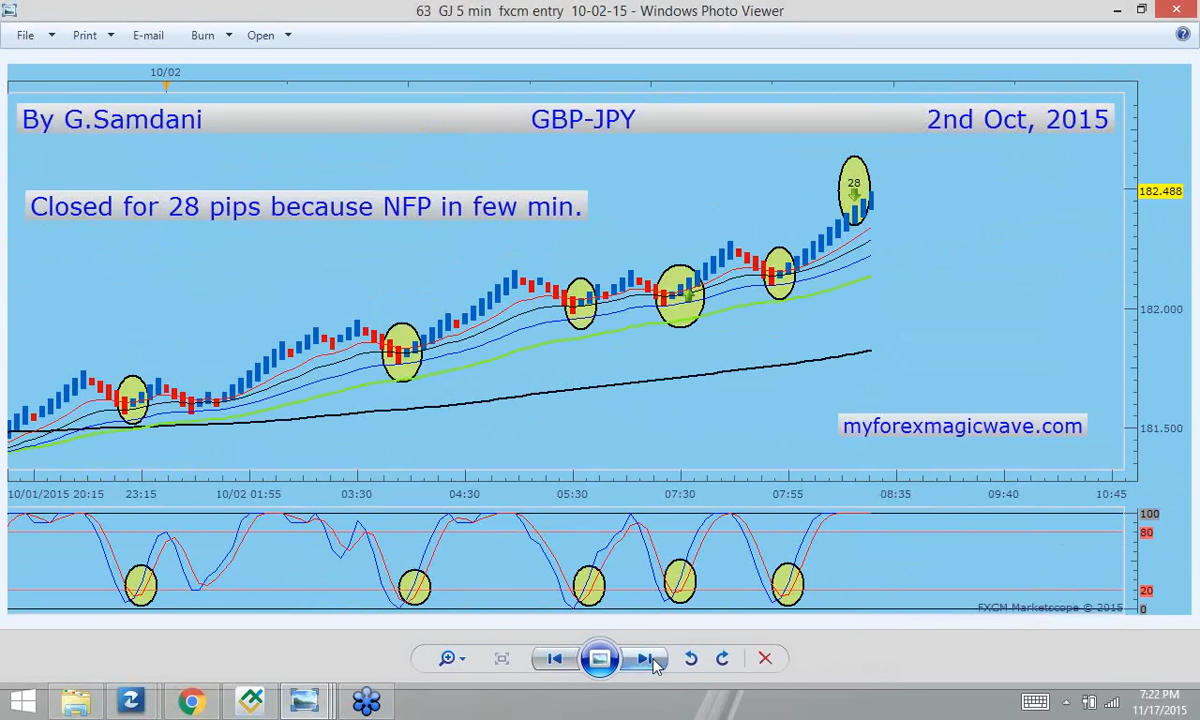 63 GJ 5 min fxcm entry 10-02-15 - Windows Photo Viewer
File Print E-mail Burn Open
10/02
By G.Samdani GBP-JPY 2nd Oct, 2015
28
182.488
Closed for 28 pips because NFP in few min.
182.000
myforexmagicwave.com
181.500
10/01/2015 20:15 23:15 10/02 01:55 03:30 04:30 05:30 07:30 07:55 08:35 09:40 10:45
100
80
20
FXCM Marketscope © 2015
0
7:22 PM
11/17/2015